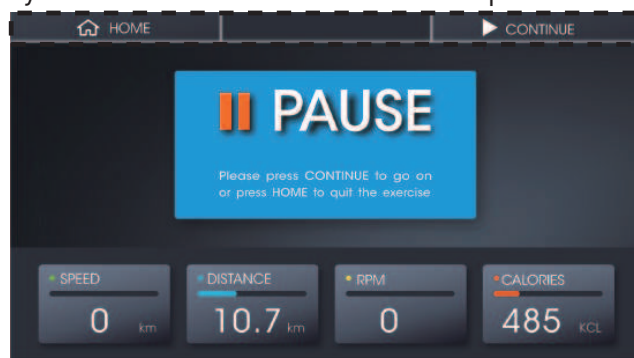 HOME
CONTINUE
PAUSE
Please press CONTINUE to go on
or press HOME to quit the exercise
SPEED
DISTANCE
RPM
CALORIES
0 km
10.7 km
0
485 KCL